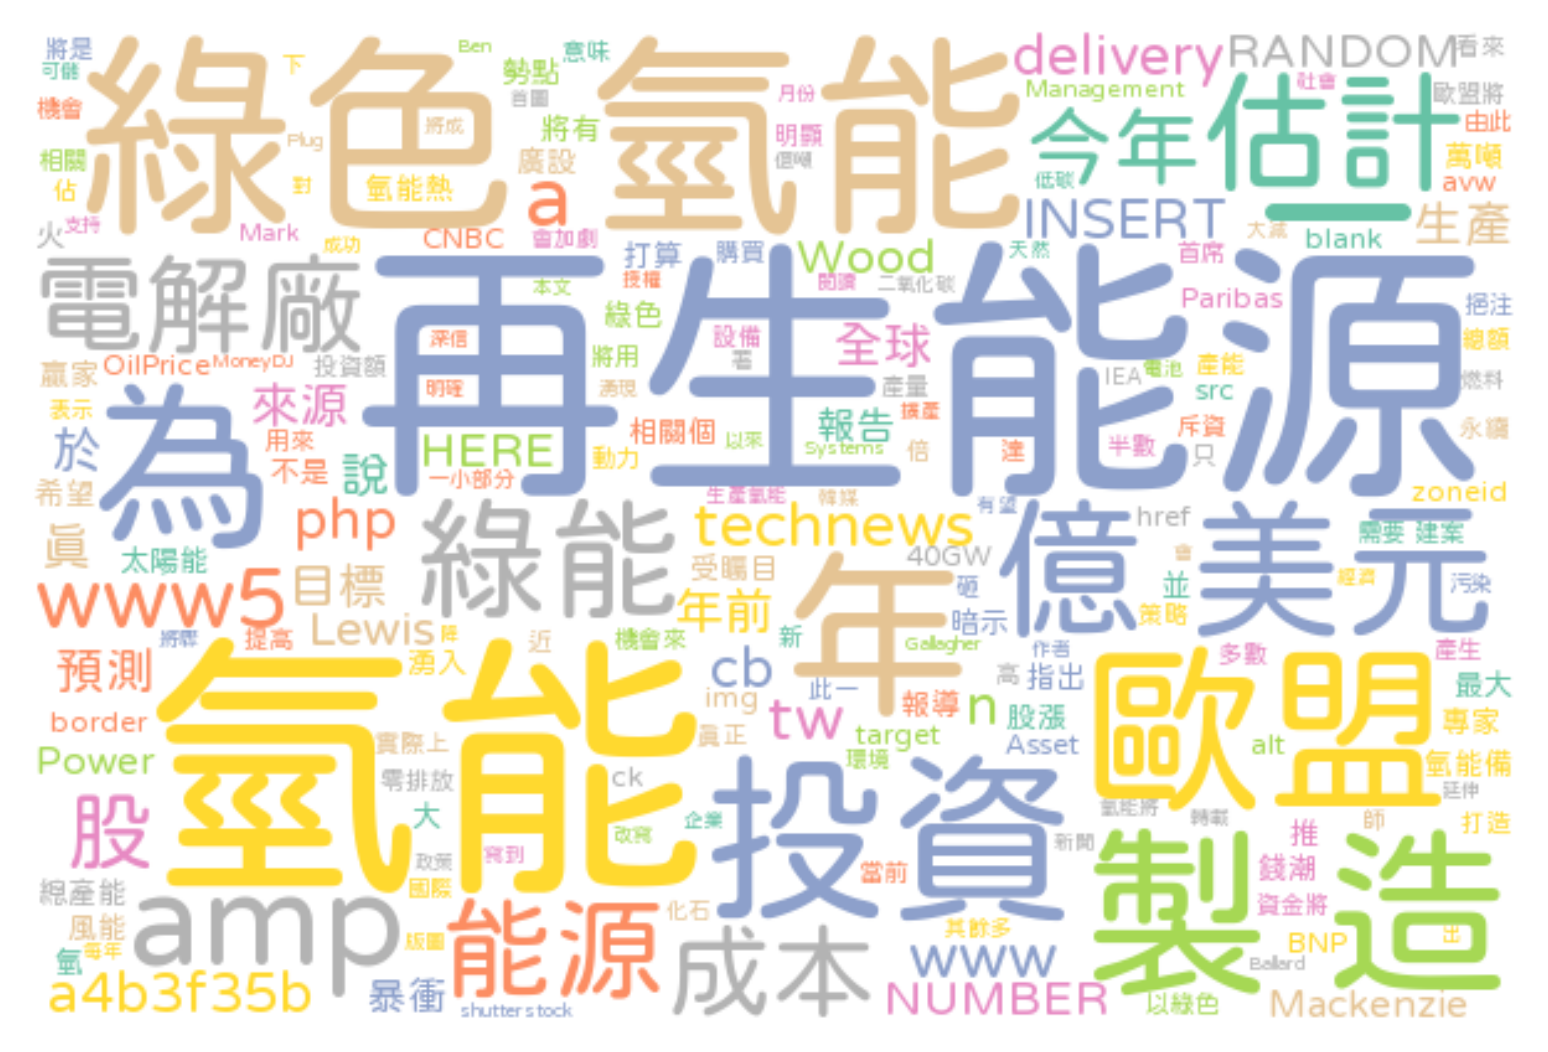 將是
綠色氫能
下
Ben
勢點
意味
delivery
RANDOM
看來
可能
首圖
月份
Management
估計
社會
歐盟將
機會
將成
將有
明顯
今年
由此
Plug
廣設
億噸
萬噸
相關
佔
對
氫能熱
a
低碳
avw
火
支持
Mark
成功
CNBC
會加劇
INSERT
大減
blank
生產
電解廠
再生能源
打算
購買
Wood
天然
首席
授權
閱讀
二氧化碳
本文
Paribas
挹注
綠色
深信
設備
全球
總額
OilPrice
MoneyDJ
投資額
將用
著
IEA
電池
產能
贏家
為
明確
湧現
產量
src
燃料
表示
來源
擴產
相關個
報告
斥資
永續
於
用來
HERE
以來
Systems
倍
達
半數
只
不是
說
一小部分
動力
希望
生產氫能
韓媒
有望
zoneid
php
綠能
technews
億美元
href
需要
建案
真
太陽能
40GW
會
www5
目標
受矚目
年
砸
並
經濟
污染
年前
Lewis
暗示
策略
將驟
提高
降
近
機會來
新
Gallagher
作者
多數
產生
預測
湧入
氫能
cb
此一
高
指出
歐盟
最大
img
border
tw
報導
n
股漲
專家
Power
實際上
真正
target
環境
Asset
alt
氫能備
零排放
ck
投資
延伸
股
大
改寫
企業
氫能將
轉載
師
打造
政策
寫到
新聞
製造
推
當前
錢潮
總產能
國際
amp
資金將
風能
能源
化石
其餘多
氫
每年
版圖
成本
www
BNP
出
Ballard
a4b3f35b
暴衝
shutterstock
NUMBER
以綠色
Mackenzie